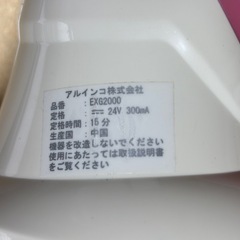 アルインコ株式会社
品番 : EXG2000
定格 : ⎓ 24V 300mA
定格時間 : 15分
生産国 : 中国
機器を改造しないでください
使用にあたっては取扱説明書
をご覧ください